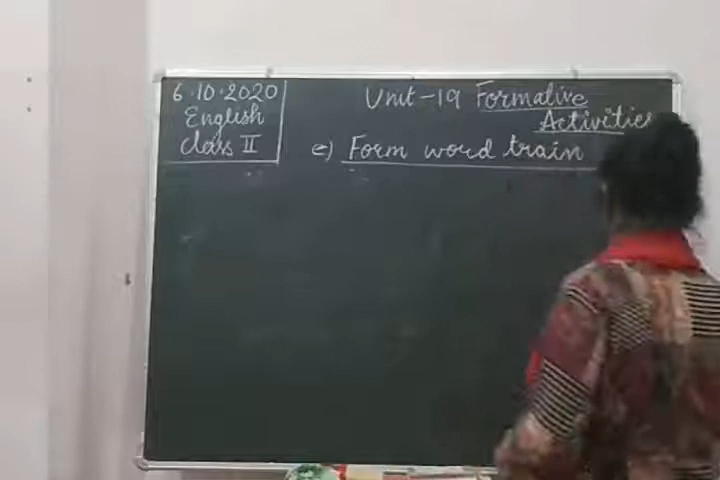 6.10.2020
English
Class II
Unit-19 Formative
Activities
e) Form word train